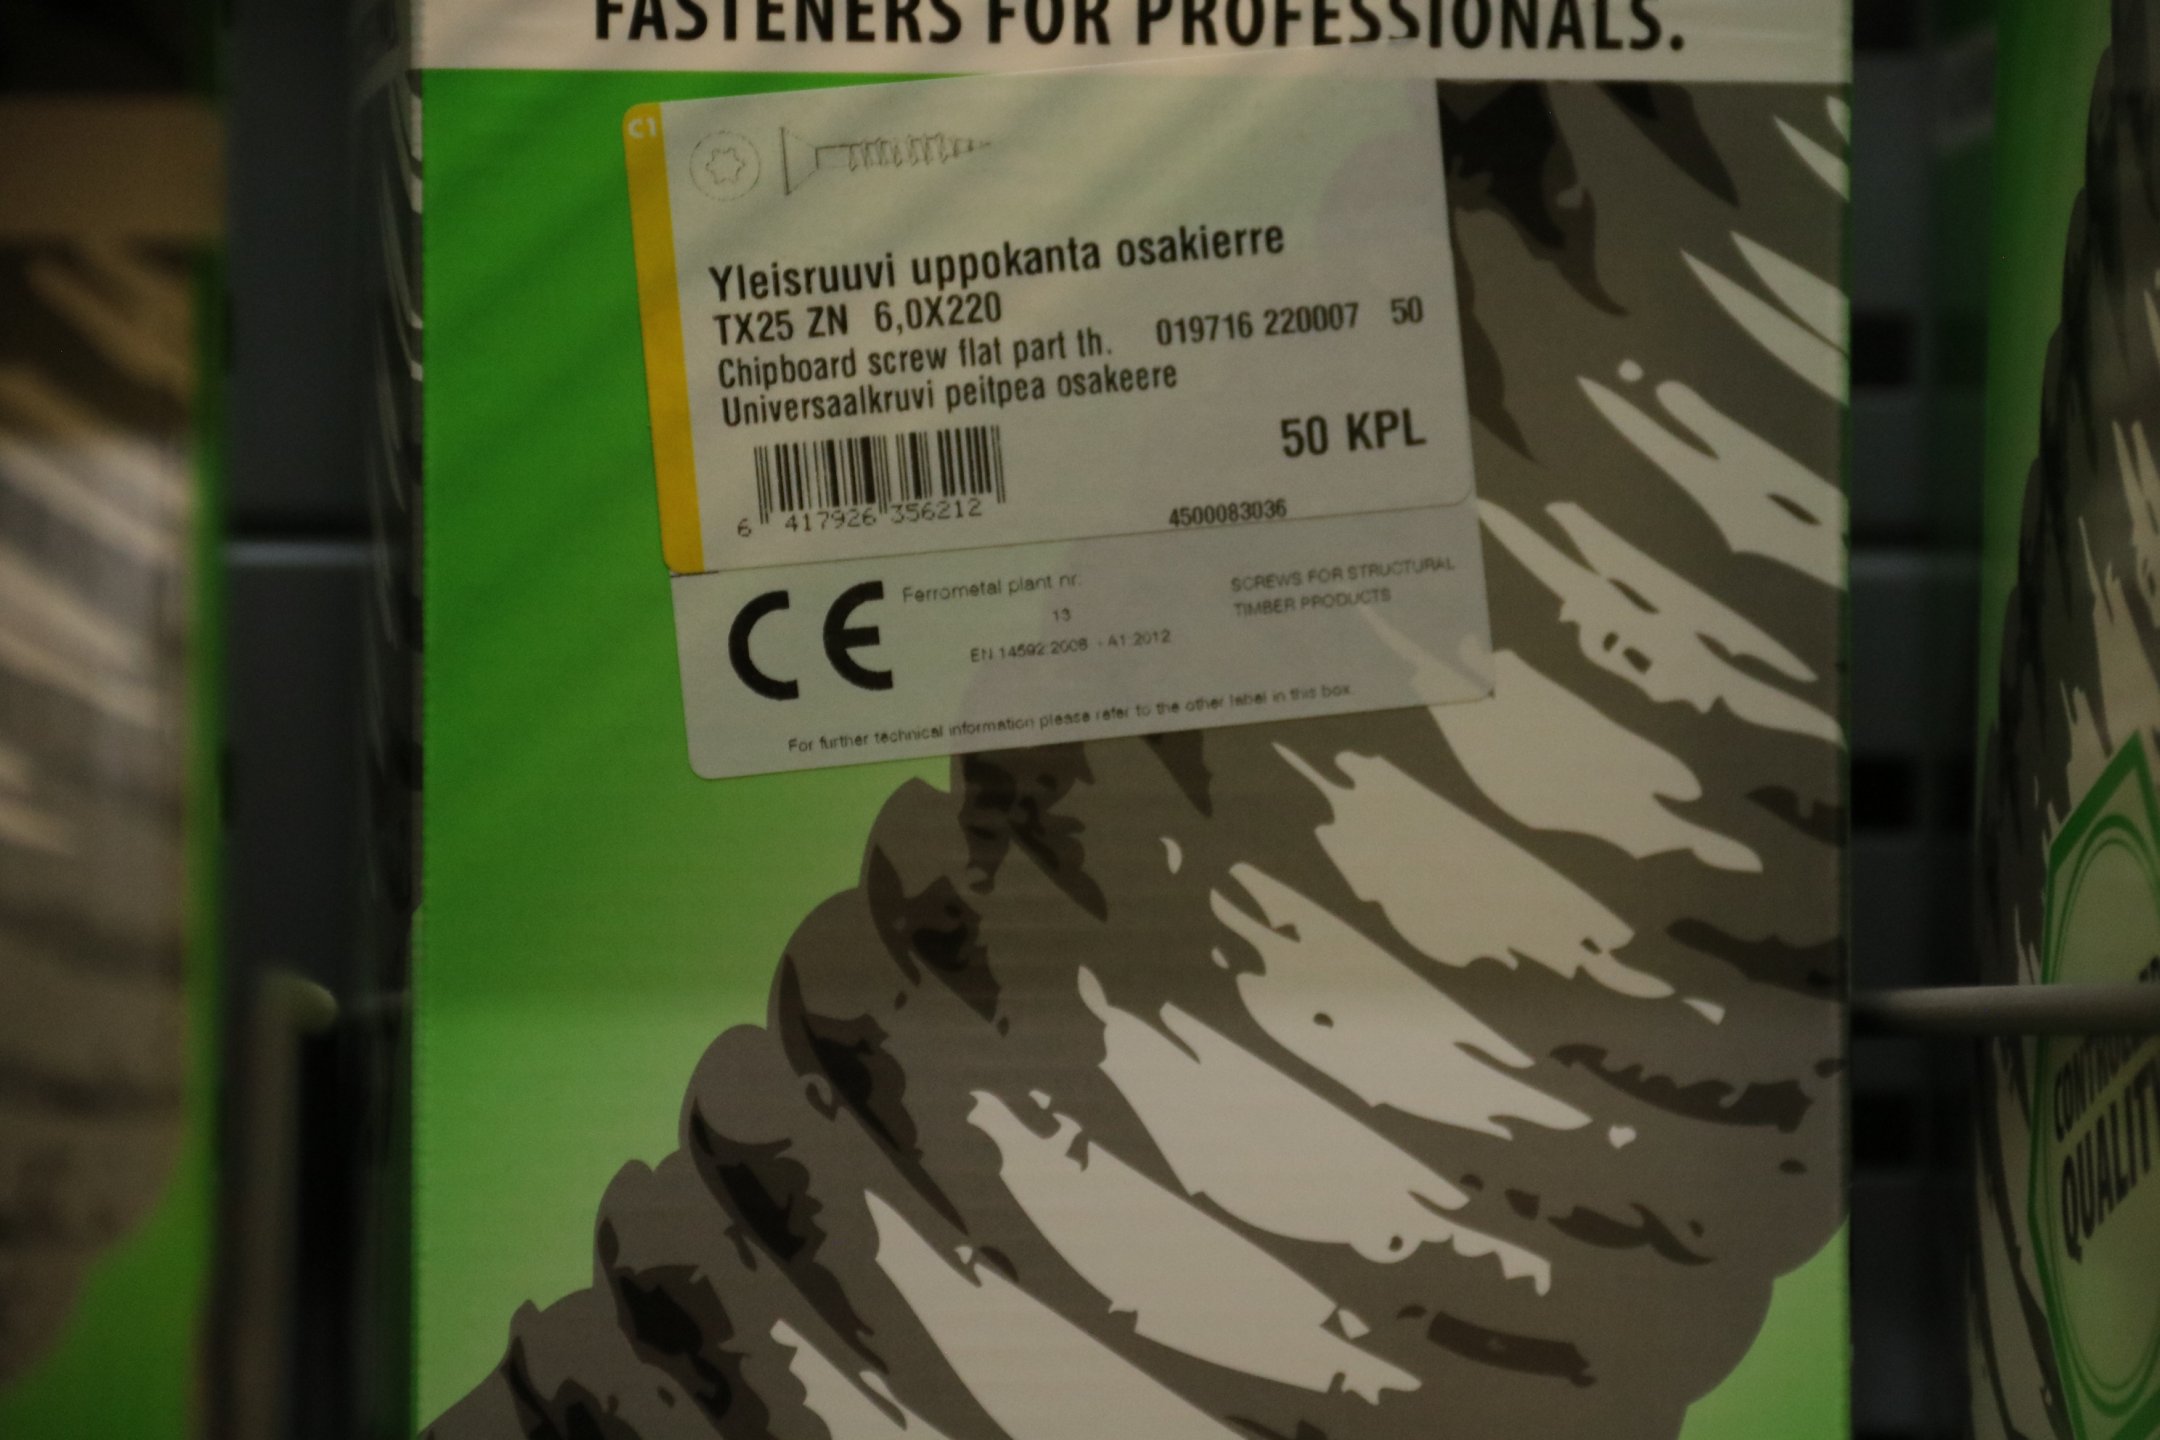 FASTENERS FOR PROFESSIONALS.
C1
Yleisruuvi uppokanta osakierre
TX25 ZN 6,0X220
Chipboard screw flat part th. 019716 220007 50
Universaalkruvi peitpea osakeere
50 KPL
6 417926 356212
4500083036
CE
Ferrometal plant nr.
13
EN 14592:2008 + A1:2012
SCREWS FOR STRUCTURAL
TIMBER PRODUCTS
For further technical information please refer to the other label in this box.
QUALIT